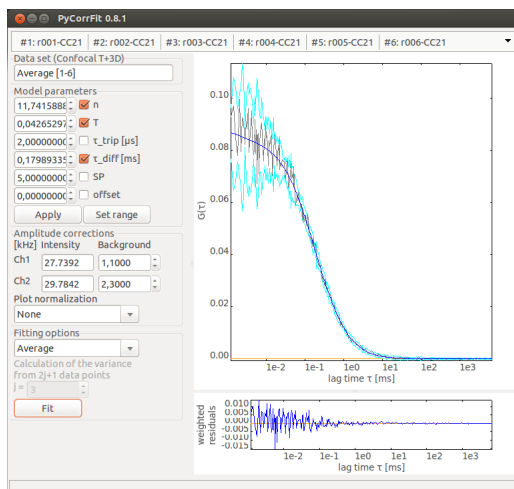 PyCorrFit 0.8.1
#1: r001-CC21 #2: r002-CC21 #3: r003-CC21 #4: r004-CC21 #5: r005-CC21 #6: r006-CC21
Data set (Confocal T+3D)
Average [1-6]
Model parameters
11,7415888 n
0,04265297 T
2,00000000 τ_trip [µs]
0,17989335 τ_diff [ms]
5,00000000 SP
0,00000000 offset
Apply Set range
Amplitude corrections
[kHz] Intensity Background
Ch1 27.7392 1,1000
Ch2 29.7842 2,3000
Plot normalization
None
Fitting options
Average
Calculation of the variance
from 2j+1 data points
j = 3
Fit
G(τ)
0.10
0.08
0.06
0.04
0.02
0.00
1e-2 1e-1 1e0 1e1 1e2 1e3
lag time τ [ms]
weighted
residuals
0.010
0.005
0.000
-0.005
-0.010
-0.015
1e-2 1e-1 1e0 1e1 1e2 1e3
lag time τ [ms]